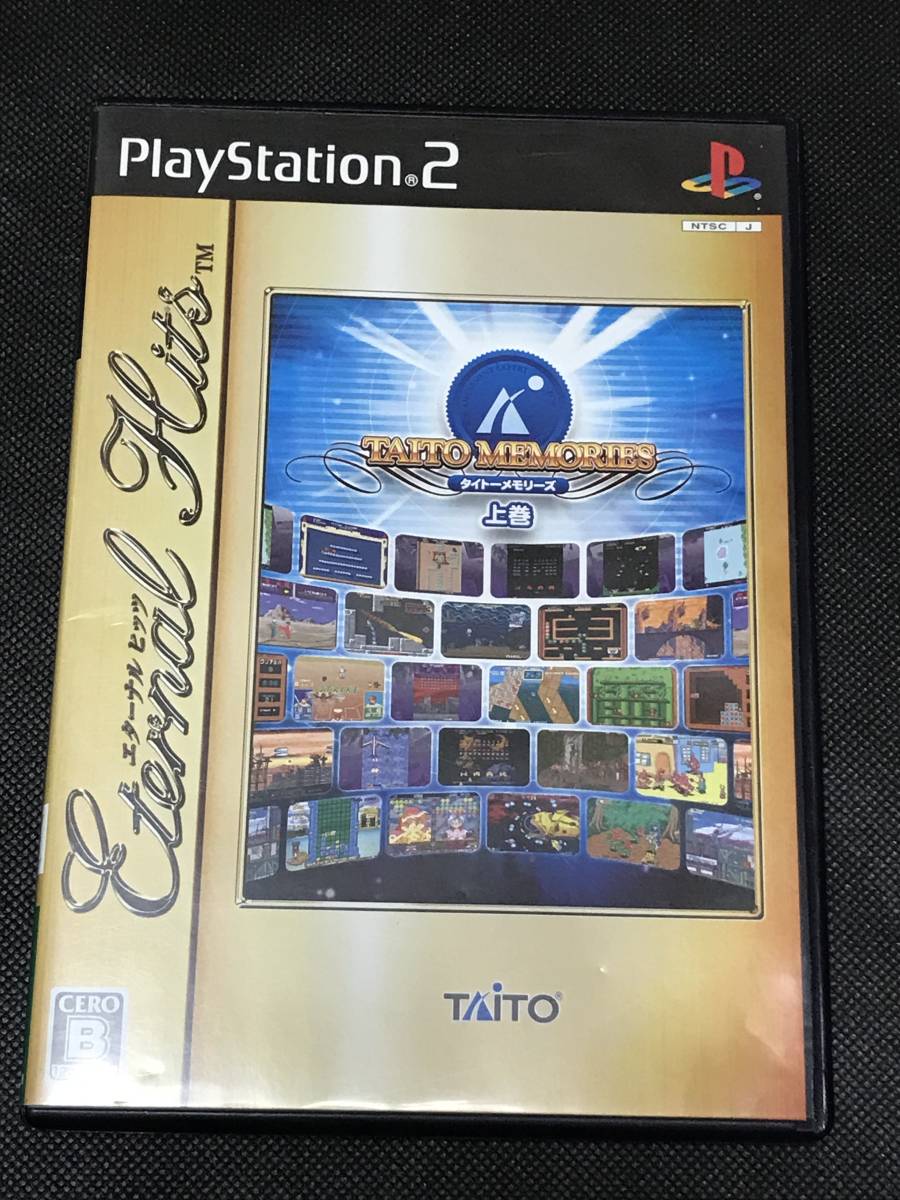 PlayStation®2
NTSC J
Eternal Hits™
エターナル ヒッツ
TAITO MEMORIES
タイトーメモリーズ
上巻
TAITO®
CERO
B